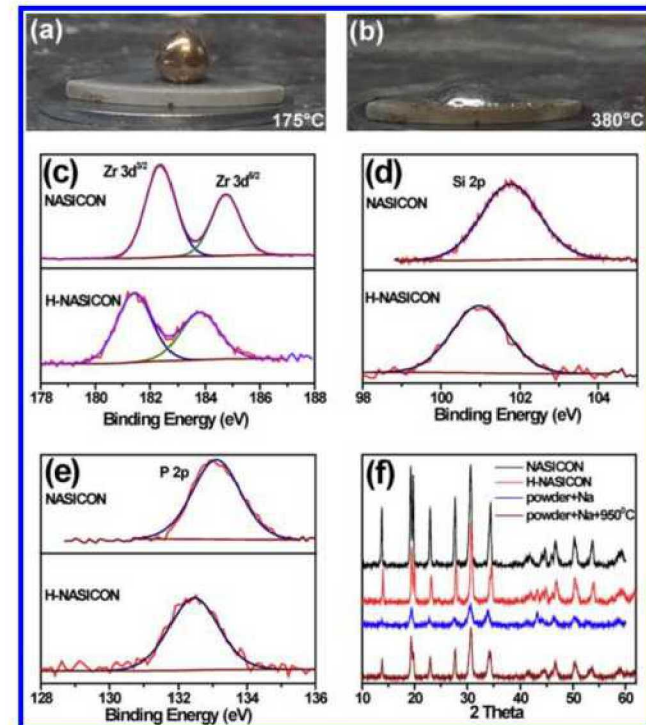 (a)
175°C
(b)
380°C
(c)
Zr 3d3/2
Zr 3d5/2
NASICON
H-NASICON
178 180 182 184 186 188
Binding Energy (eV)
(d)
Si 2p
NASICON
H-NASICON
98 100 102 104
Binding Energy (eV)
(e)
P 2p
NASICON
H-NASICON
128 130 132 134 136
Binding Energy (eV)
(f)
NASICON
H-NASICON
powder+Na
powder+Na+950°C
10 20 30 40 50 60
2 Theta